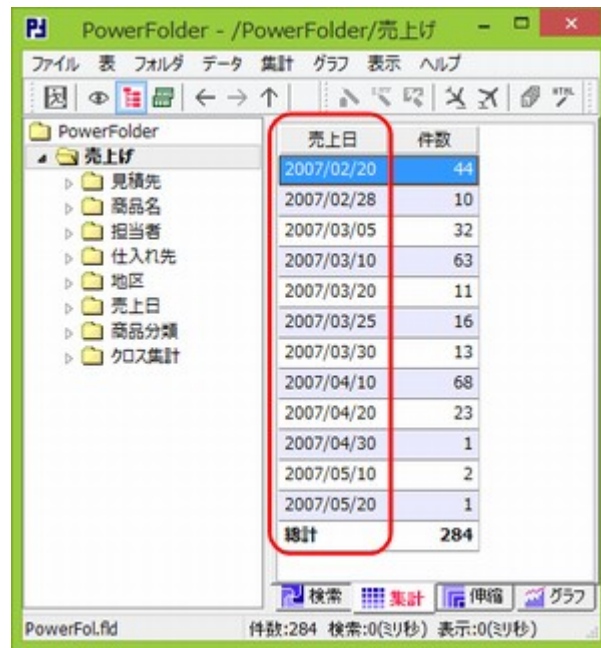 PowerFolder - /PowerFolder/売上げ
ファイル 表 フォルダ データ 集計 グラフ 表示 ヘルプ
HTML
PowerFolder
売上げ
見積先
商品名
担当者
仕入れ先
地区
売上日
商品分類
クロス集計
売上日 件数
2007/02/20 44
2007/02/28 10
2007/03/05 32
2007/03/10 63
2007/03/20 11
2007/03/25 16
2007/03/30 13
2007/04/10 68
2007/04/20 23
2007/04/30 1
2007/05/10 2
2007/05/20 1
総計 284
検索 集計 伸縮 グラフ
PowerFol.fld 件数:284 検索:0(ミリ秒) 表示:0(ミリ秒)